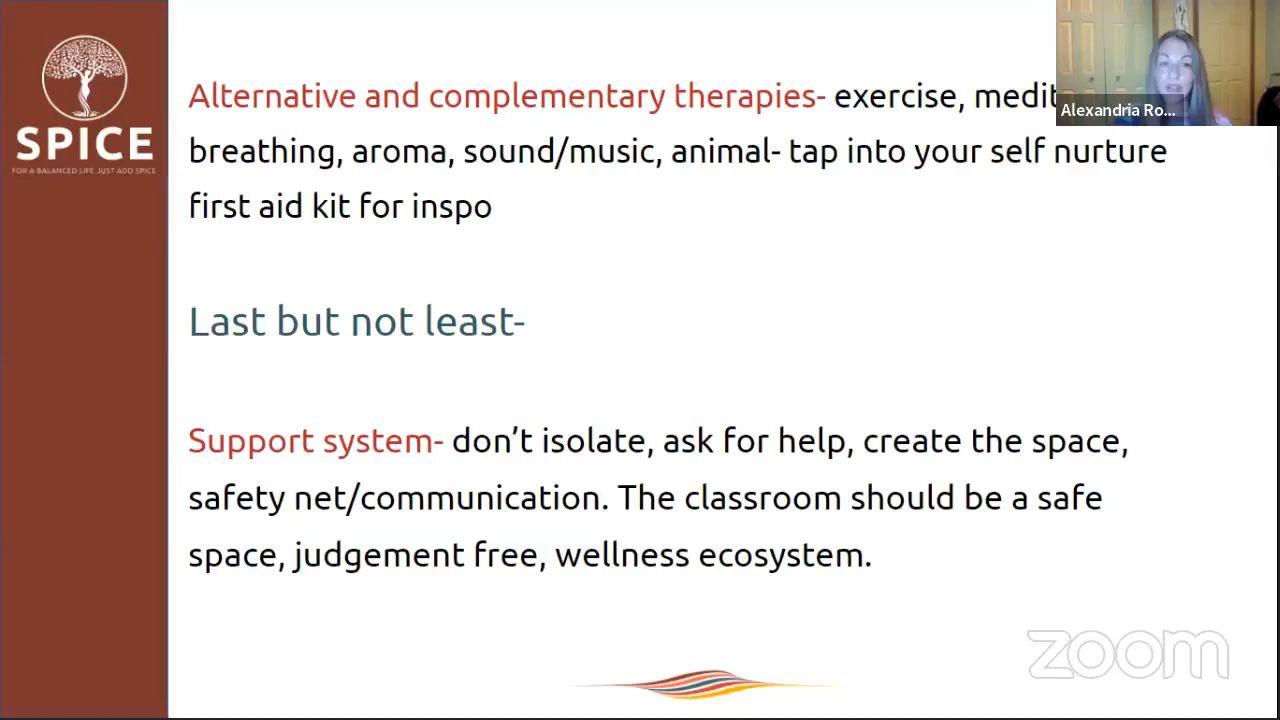 SPICE
FOR A BALANCED LIFE JUST ADD SPICE
Alternative and complementary therapies- exercise, medit
Alexandria Ro...
breathing, aroma, sound/music, animal- tap into your self nurture
first aid kit for inspo
Last but not least-
Support system- don't isolate, ask for help, create the space,
safety net/communication. The classroom should be a safe
space, judgement free, wellness ecosystem.
zoom